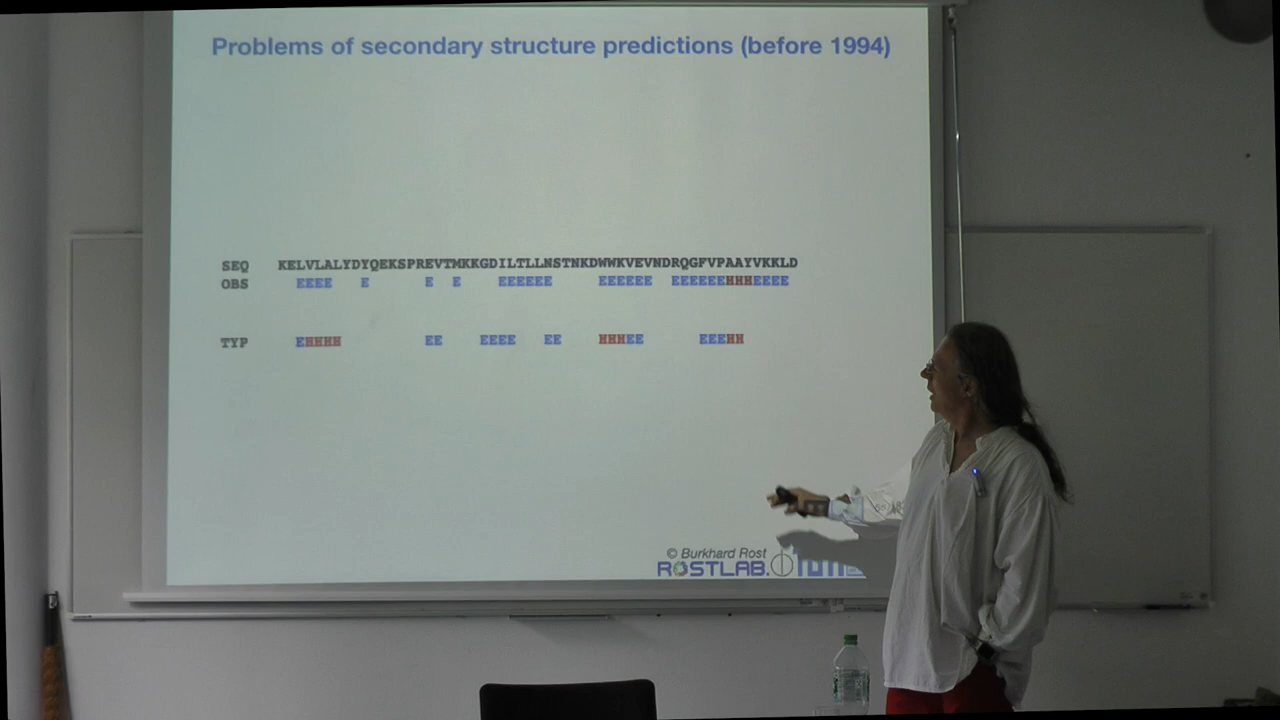 Problems of secondary structure predictions (before 1994)
SEQ KELVLALYDYQEKSPREVTMKKGDILTLLNSTNKDWWKVEVNDRQGFVPAAYVKKLD
OBS EEEE E E E EEEEEE EEEEEE EEEEEEHHHEEEE
TYP EHHHH EE EEEE EE HHHEE EEEHH
© Burkhard Rost
ROSTLAB.